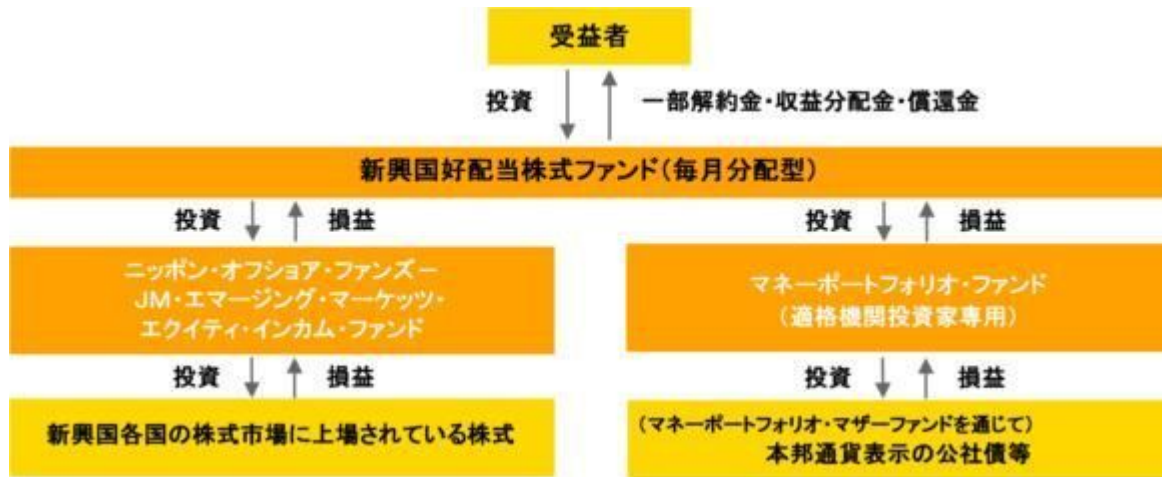 受益者
投資
一部解約金・収益分配金・償還金
新興国好配当株式ファンド(毎月分配型)
投資
損益
投資
損益
ニッポン・オフショア・ファンズー
JM・エマージング・マーケッツ・
エクイティ・インカム・ファンド
マネーポートフォリオ・ファンド
(適格機関投資家専用)
投資
損益
投資
損益
新興国各国の株式市場に上場されている株式
(マネーポートフォリオ・マザーファンドを通じて)
本邦通貨表示の公社債等